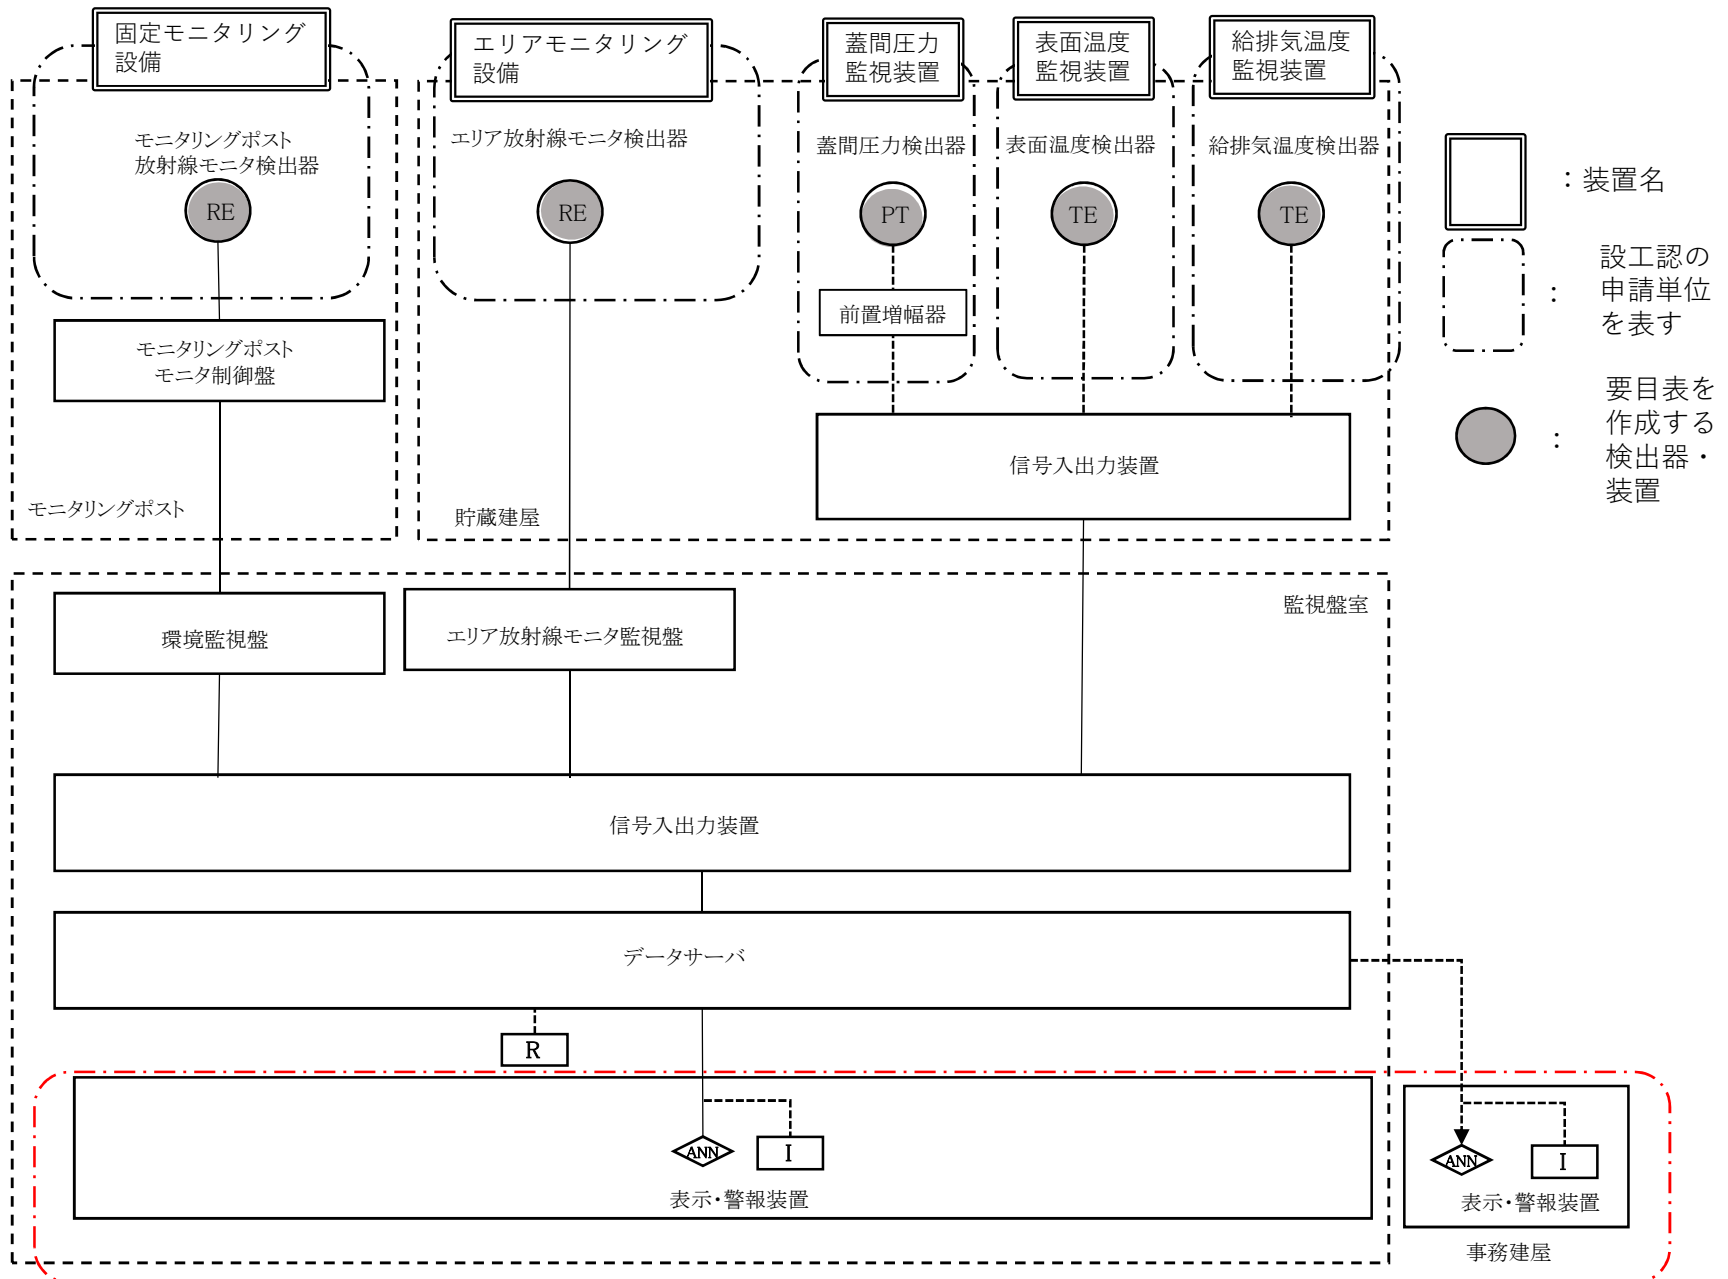 固定モニタリング
設備
エリアモニタリング
設備
蓋間圧力
監視装置
表面温度
監視装置
給排気温度
監視装置
モニタリングポスト
放射線モニタ検出器
エリア放射線モニタ検出器
蓋間圧力検出器
表面温度検出器
給排気温度検出器
RE
RE
PT
TE
TE
前置増幅器
モニタリングポスト
モニタ制御盤
信号入出力装置
モニタリングポスト
貯蔵建屋
：装置名
：
設工認の
申請単位
を表す
：
要目表を
作成する
検出器・
装置
監視盤室
環境監視盤
エリア放射線モニタ監視盤
信号入出力装置
データサーバ
R
ANN
I
表示・警報装置
ANN
I
表示・警報装置
事務建屋